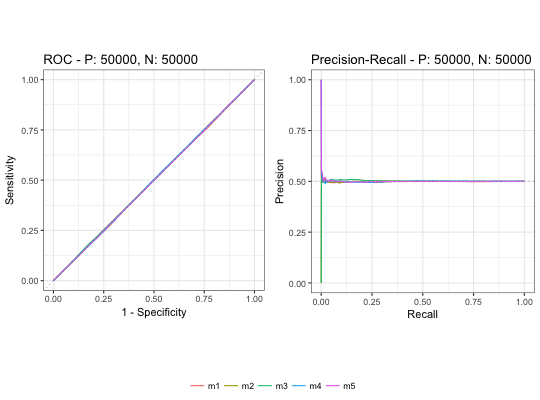 ROC - P: 50000, N: 50000
1.00
0.75
0.50
0.25
0.00
Sensitivity
0.00 0.25 0.50 0.75 1.00
1 - Specificity
Precision-Recall - P: 50000, N: 50000
1.00
0.75
0.50
0.25
0.00
Precision
0.00 0.25 0.50 0.75 1.00
Recall
m1 m2 m3 m4 m5